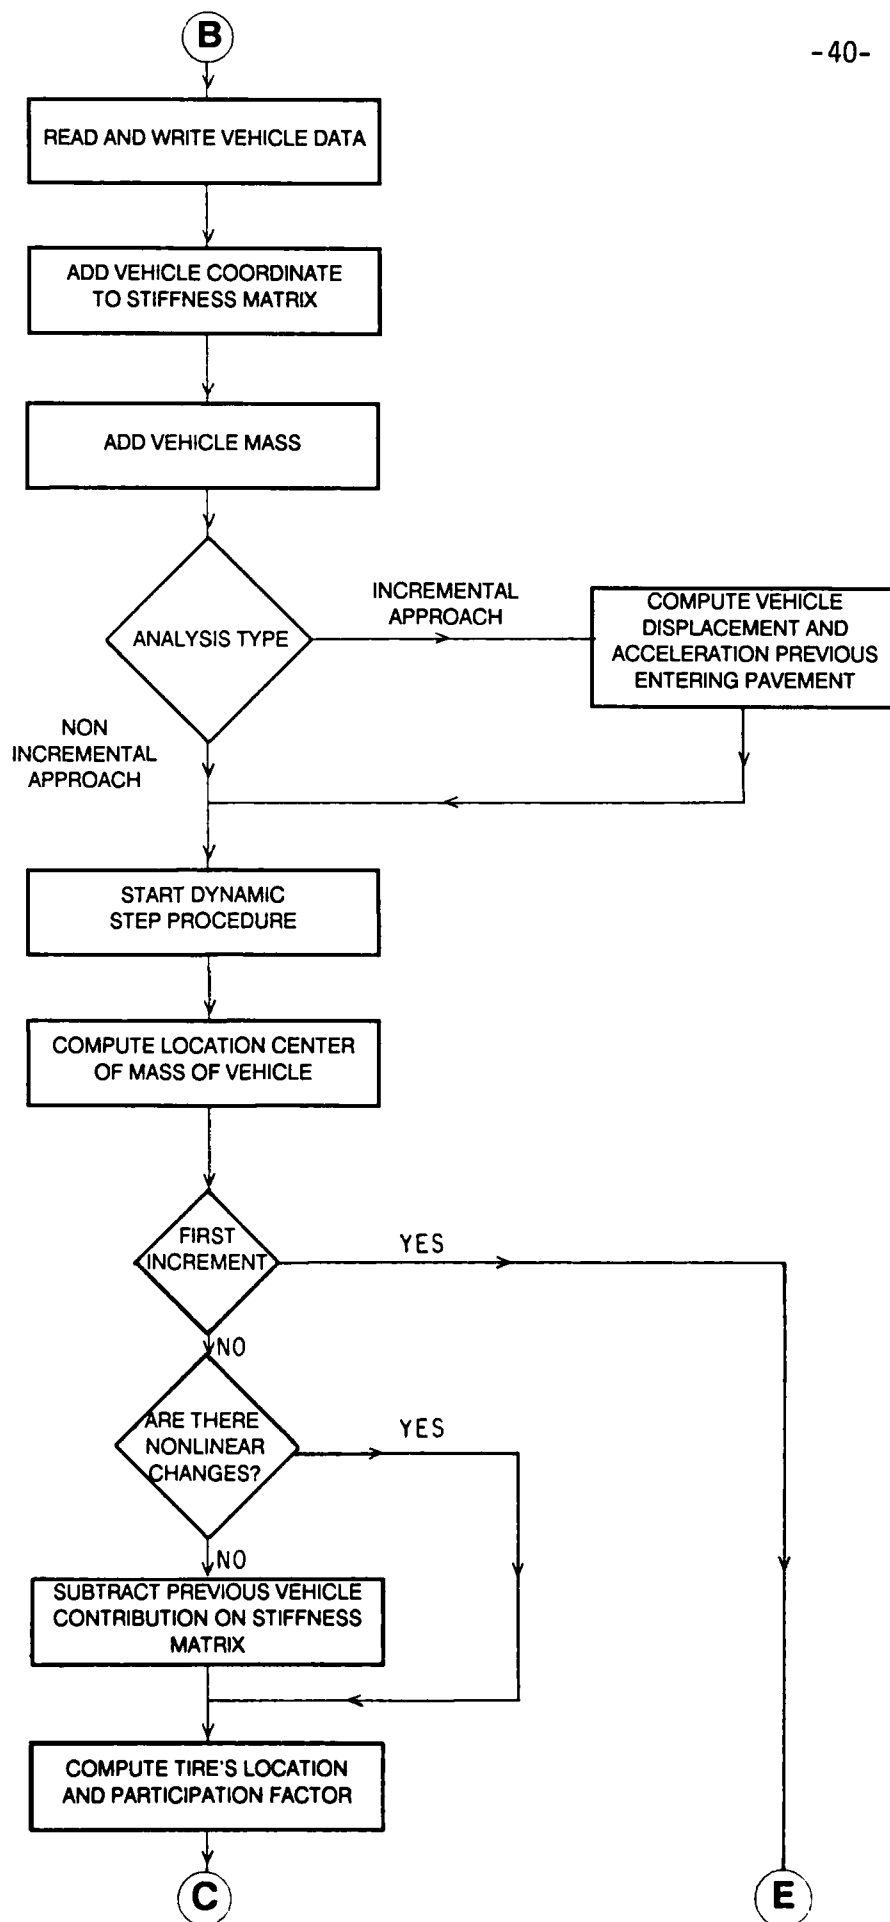 B
-40-
READ AND WRITE VEHICLE DATA
ADD VEHICLE COORDINATE
TO STIFFNESS MATRIX
ADD VEHICLE MASS
ANALYSIS TYPE
INCREMENTAL
APPROACH
COMPUTE VEHICLE
DISPLACEMENT AND
ACCELERATION PREVIOUS
ENTERING PAVEMENT
NON
INCREMENTAL
APPROACH
START DYNAMIC
STEP PROCEDURE
COMPUTE LOCATION CENTER
OF MASS OF VEHICLE
FIRST
INCREMENT
YES
NO
ARE THERE
NONLINEAR
CHANGES?
YES
NO
SUBTRACT PREVIOUS VEHICLE
CONTRIBUTION ON STIFFNESS
MATRIX
COMPUTE TIRE'S LOCATION
AND PARTICIPATION FACTOR
C
E